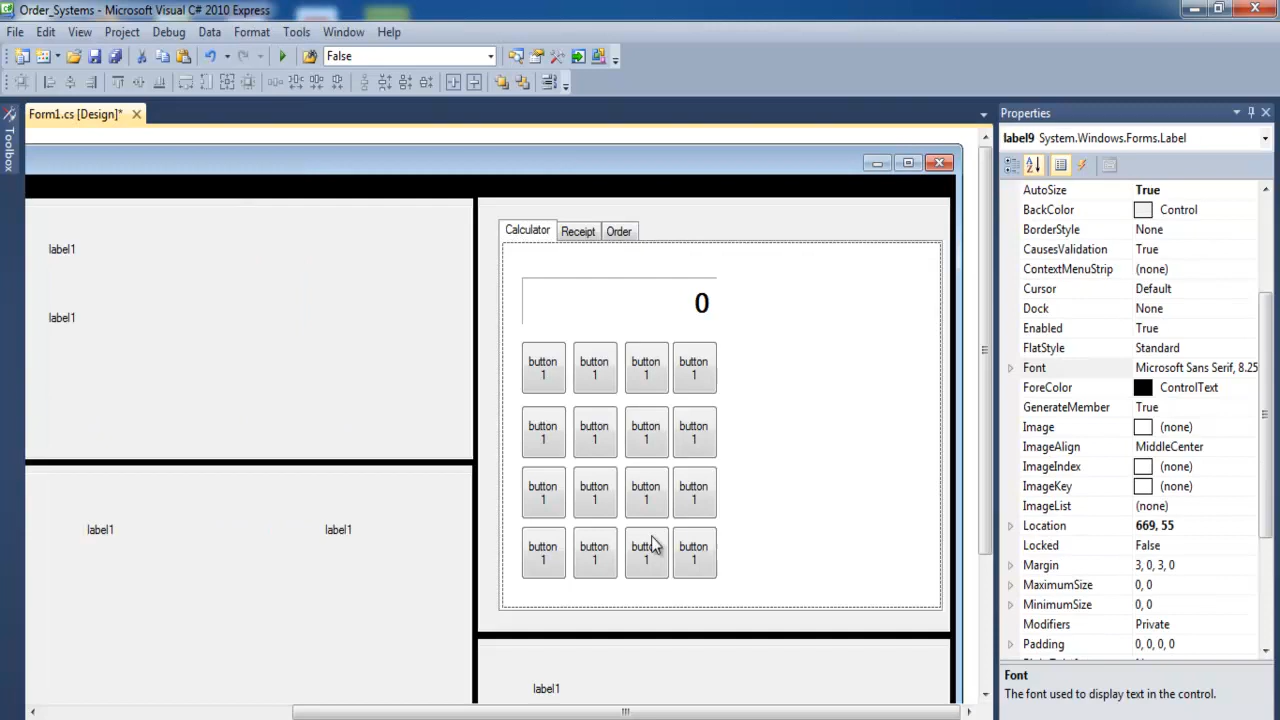 Order_Systems - Microsoft Visual C# 2010 Express
File Edit View Project Debug Data Format Tools Window Help
False
Form1.cs [Design]*
Toolbox
label1
label1
label1
label1
Calculator Receipt Order
0
button 1 button 1 button 1 button 1
button 1 button 1 button 1 button 1
button 1 button 1 button 1 button 1
button 1 button 1 button 1 button 1
label1
Properties
label9 System.Windows.Forms.Label
AutoSize True
BackColor Control
BorderStyle None
CausesValidation True
ContextMenuStrip (none)
Cursor Default
Dock None
Enabled True
FlatStyle Standard
Font Microsoft Sans Serif, 8.25
ForeColor ControlText
GenerateMember True
Image (none)
ImageAlign MiddleCenter
ImageIndex (none)
ImageKey (none)
ImageList (none)
Location 669, 55
Locked False
Margin 3, 0, 3, 0
MaximumSize 0, 0
MinimumSize 0, 0
Modifiers Private
Padding 0, 0, 0, 0
Font
The font used to display text in the control.